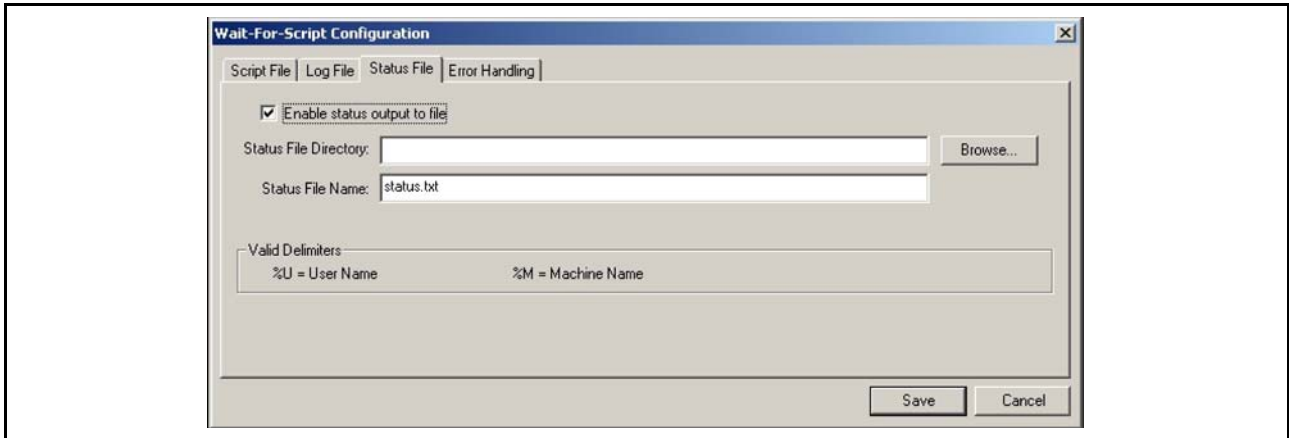 Wait-For-Script Configuration
Script File Log File Status File Error Handling
Enable status output to file
Status File Directory: Browse...
Status File Name: status.txt
Valid Delimiters
%U = User Name %M = Machine Name
Save Cancel